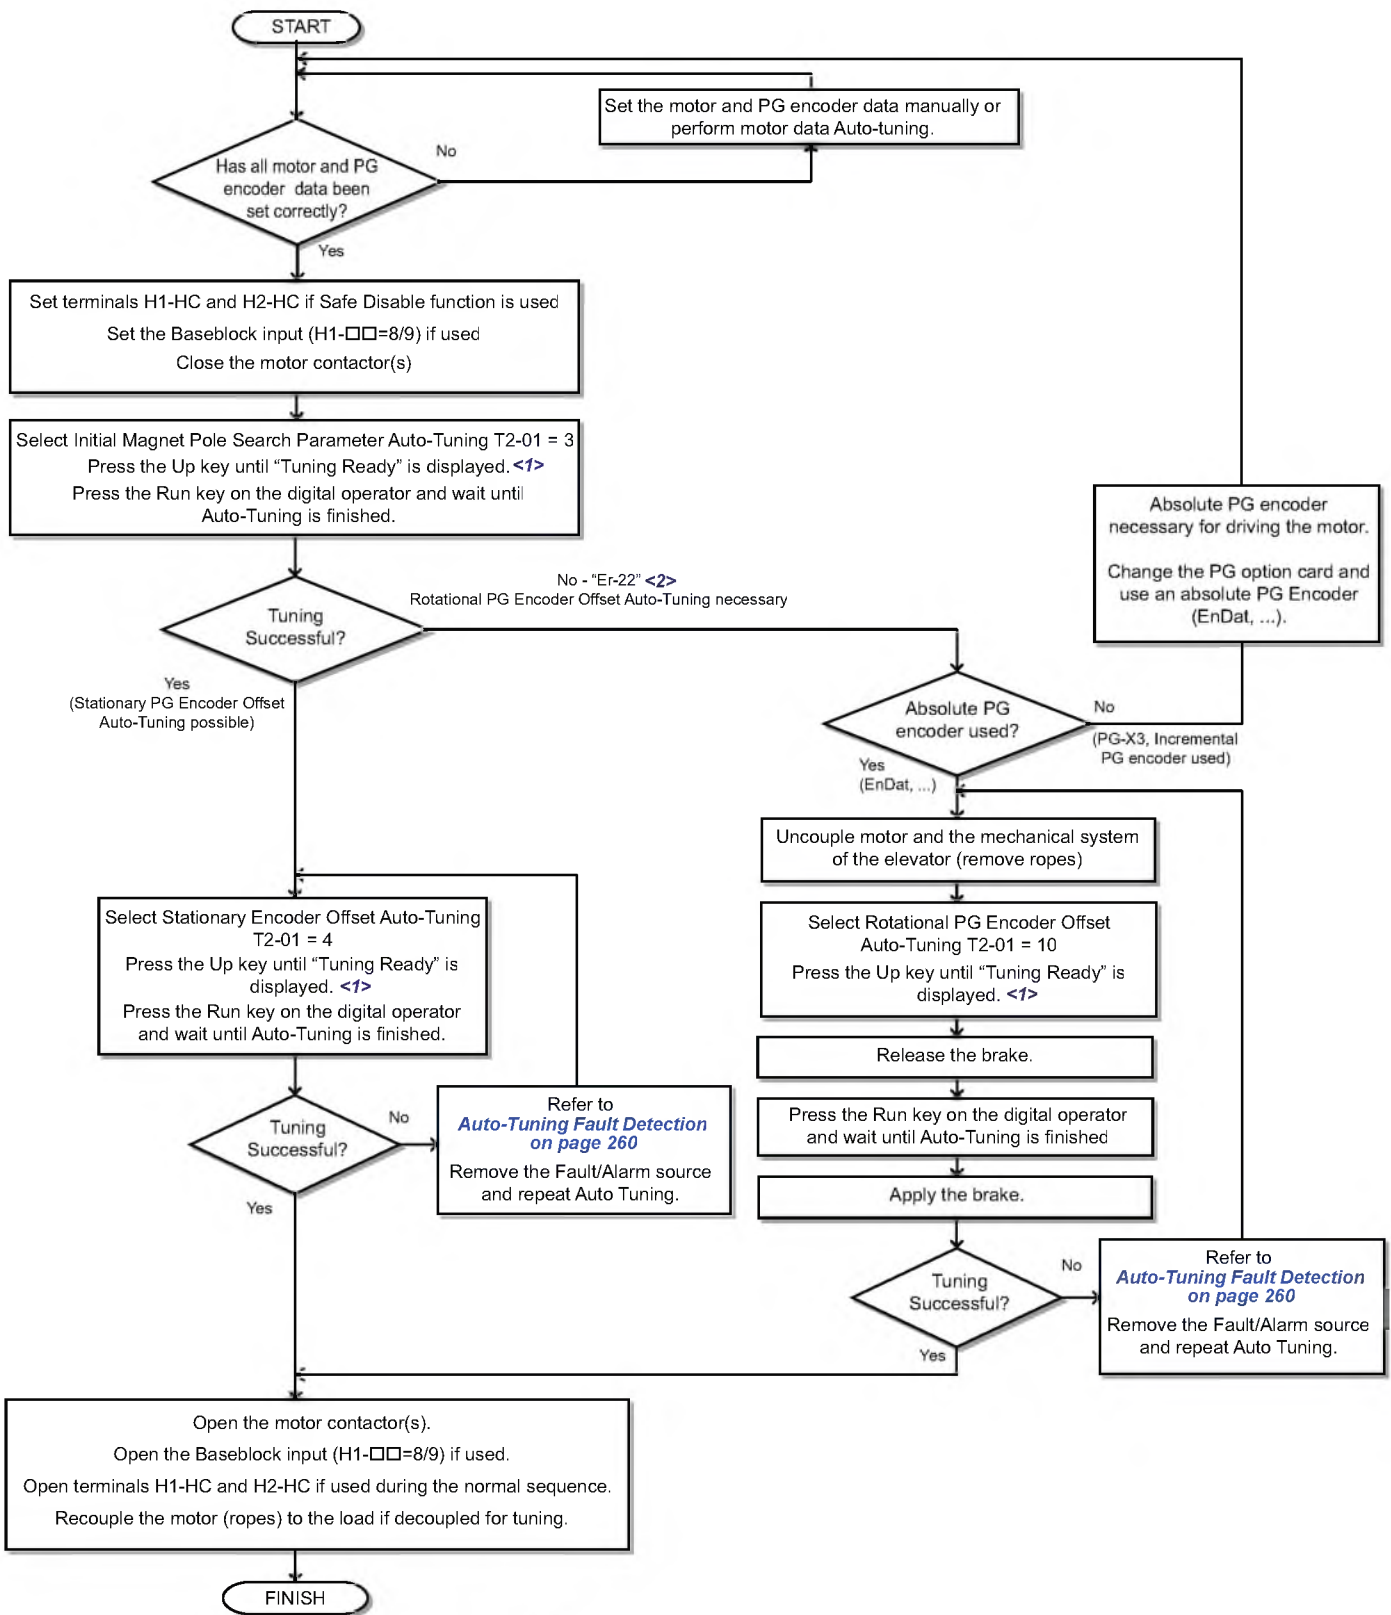 START
Set the motor and PG encoder data manually or
perform motor data Auto-tuning.
No
Has all motor and PG
encoder data been
set correctly?
Yes
Set terminals H1-HC and H2-HC if Safe Disable function is used
Set the Baseblock input (H1-□□=8/9) if used
Close the motor contactor(s)
Select Initial Magnet Pole Search Parameter Auto-Tuning T2-01 = 3
Press the Up key until “Tuning Ready” is displayed. <1>
Press the Run key on the digital operator and wait until
Auto-Tuning is finished.
Absolute PG encoder
necessary for driving the motor.
Change the PG option card and
use an absolute PG Encoder
(EnDat, ...).
No - “Er-22” <2>
Rotational PG Encoder Offset Auto-Tuning necessary
Tuning
Successful?
Yes
(Stationary PG Encoder Offset
Auto-Tuning possible)
Absolute PG
encoder used?
No
(PG-X3, Incremental
PG encoder used)
Yes
(EnDat, ...)
Uncouple motor and the mechanical system
of the elevator (remove ropes)
Select Stationary Encoder Offset Auto-Tuning
T2-01 = 4
Press the Up key until “Tuning Ready” is
displayed. <1>
Press the Run key on the digital operator
and wait until Auto-Tuning is finished.
Select Rotational PG Encoder Offset
Auto-Tuning T2-01 = 10
Press the Up key until “Tuning Ready” is
displayed. <1>
Release the brake.
Press the Run key on the digital operator
and wait until Auto-Tuning is finished
Apply the brake.
Tuning
Successful?
No
Yes
Refer to
Auto-Tuning Fault Detection
on page 260
Remove the Fault/Alarm source
and repeat Auto Tuning.
Tuning
Successful?
No
Yes
Refer to
Auto-Tuning Fault Detection
on page 260
Remove the Fault/Alarm source
and repeat Auto Tuning.
Open the motor contactor(s).
Open the Baseblock input (H1-□□=8/9) if used.
Open terminals H1-HC and H2-HC if used during the normal sequence.
Recouple the motor (ropes) to the load if decoupled for tuning.
FINISH